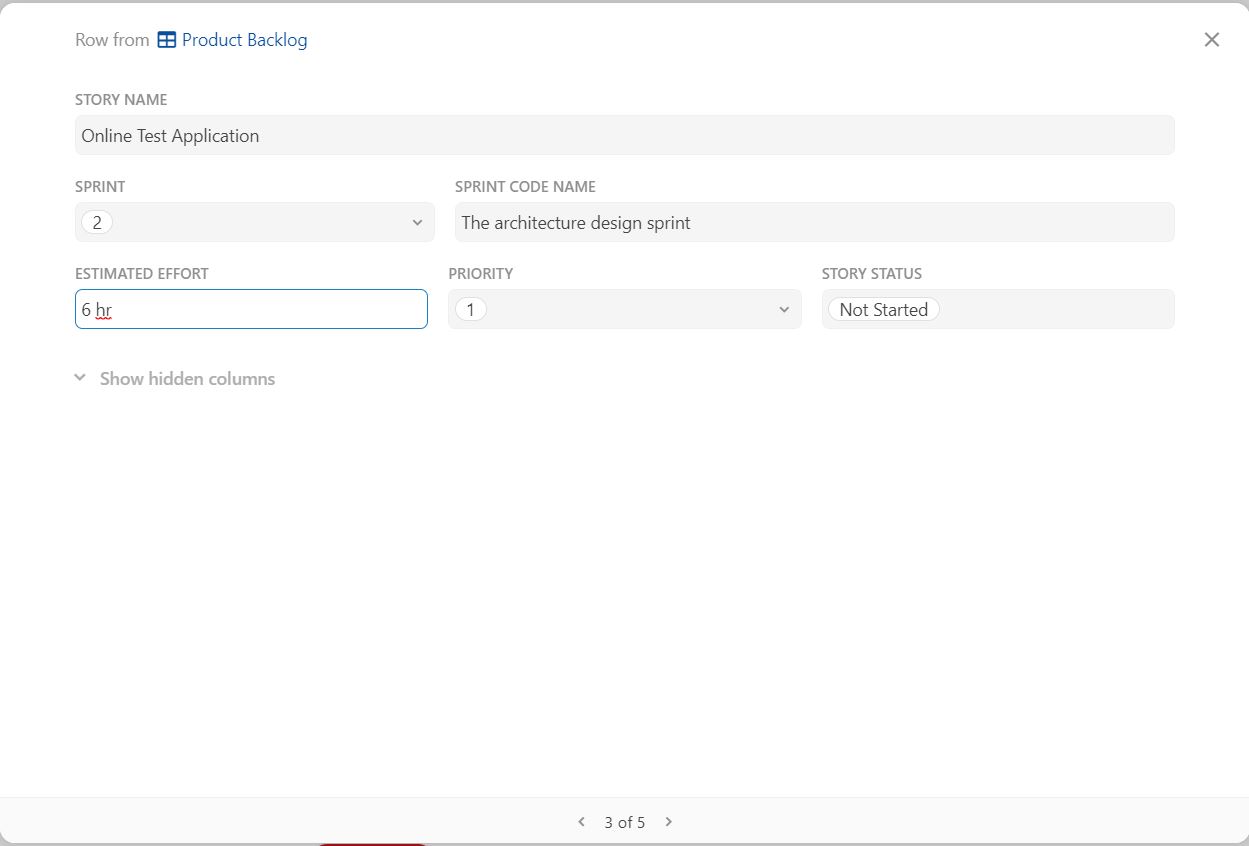 Row from Product Backlog
STORY NAME
Online Test Application
SPRINT SPRINT CODE NAME
2 The architecture design sprint
ESTIMATED EFFORT PRIORITY STORY STATUS
6 hr 1 Not Started
Show hidden columns
3 of 5